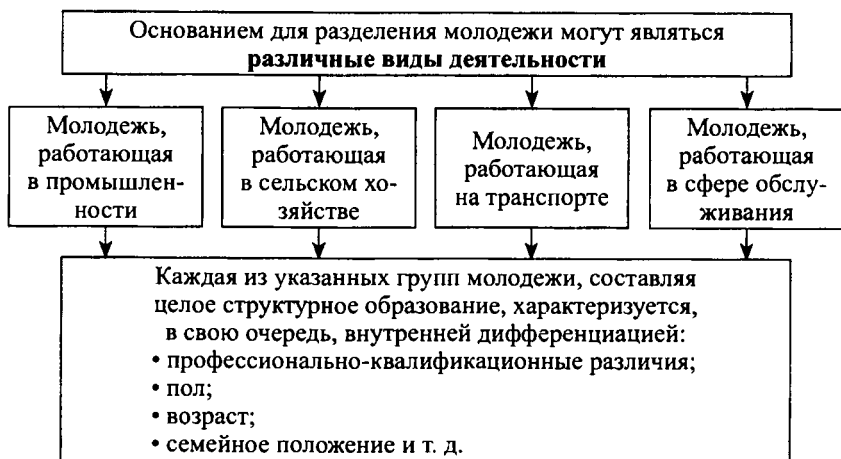 Основанием для разделения молодежи могут являться
различные виды деятельности
Молодежь,
работающая
в промышлен-
ности
Молодежь,
работающая
в сельском хо-
зяйстве
Молодежь,
работающая
на транспорте
Молодежь,
работающая
в сфере обслу-
живания
Каждая из указанных групп молодежи, составляя
целое структурное образование, характеризуется,
в свою очередь, внутренней дифференциацией:
• профессионально-квалификационные различия;
• пол;
• возраст;
• семейное положение и т. д.